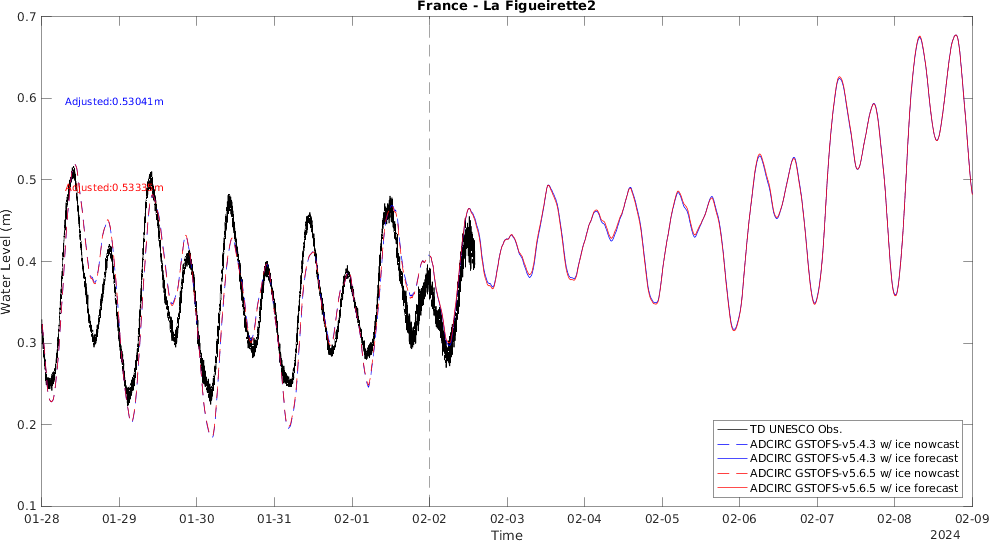 France - La Figueirette2
Water Level (m)
0.7
0.6
0.5
0.4
0.3
0.2
0.1
Adjusted:0.53041m
TD UNESCO Obs.
ADCIRC GSTOFS-v5.4.3 w/ ice nowcast
ADCIRC GSTOFS-v5.4.3 w/ ice forecast
ADCIRC GSTOFS-v5.6.5 w/ ice nowcast
ADCIRC GSTOFS-v5.6.5 w/ ice forecast
01-28 01-29 01-30 01-31 02-01 02-02 02-03 02-04 02-05 02-06 02-07 02-08 02-09
Time
2024